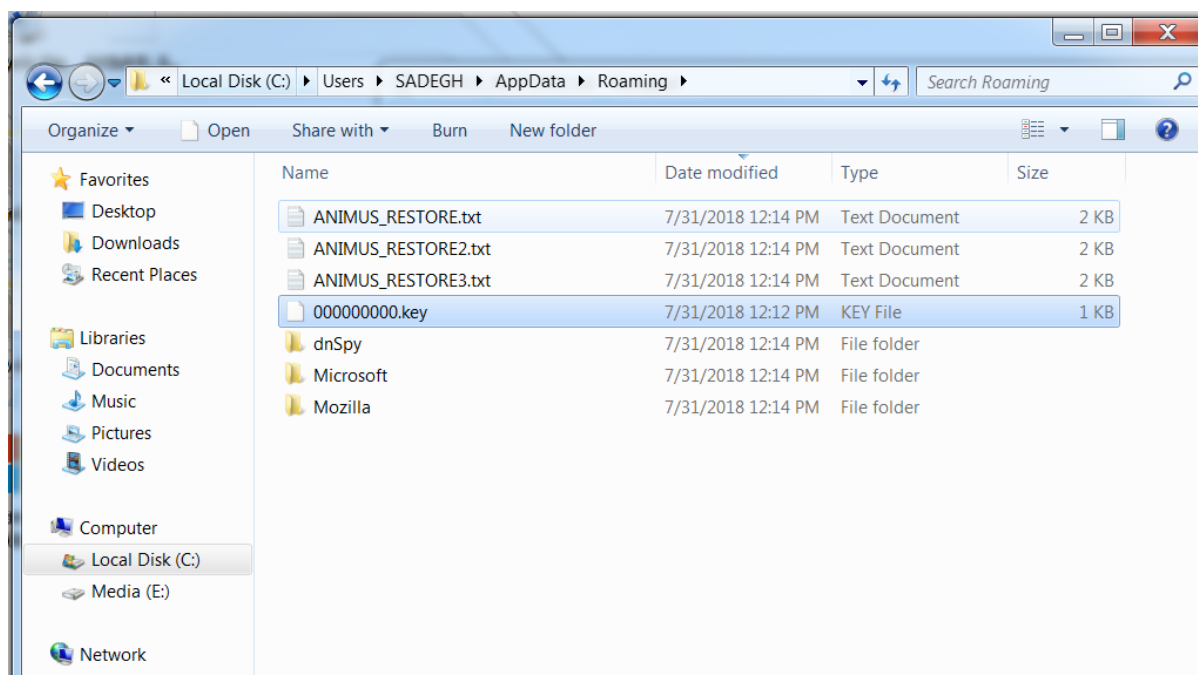 « Local Disk (C:) Users SADEGH AppData Roaming Search Roaming
Organize Open Share with Burn New folder
Name Date modified Type Size
Favorites
Desktop
Downloads
Recent Places
Libraries
Documents
Music
Pictures
Videos
Computer
Local Disk (C:)
Media (E:)
Network
ANIMUS_RESTORE.txt 7/31/2018 12:14 PM Text Document 2 KB
ANIMUS_RESTORE2.txt 7/31/2018 12:14 PM Text Document 2 KB
ANIMUS_RESTORE3.txt 7/31/2018 12:14 PM Text Document 2 KB
000000000.key 7/31/2018 12:12 PM KEY File 1 KB
dnSpy 7/31/2018 12:14 PM File folder
Microsoft 7/31/2018 12:14 PM File folder
Mozilla 7/31/2018 12:14 PM File folder